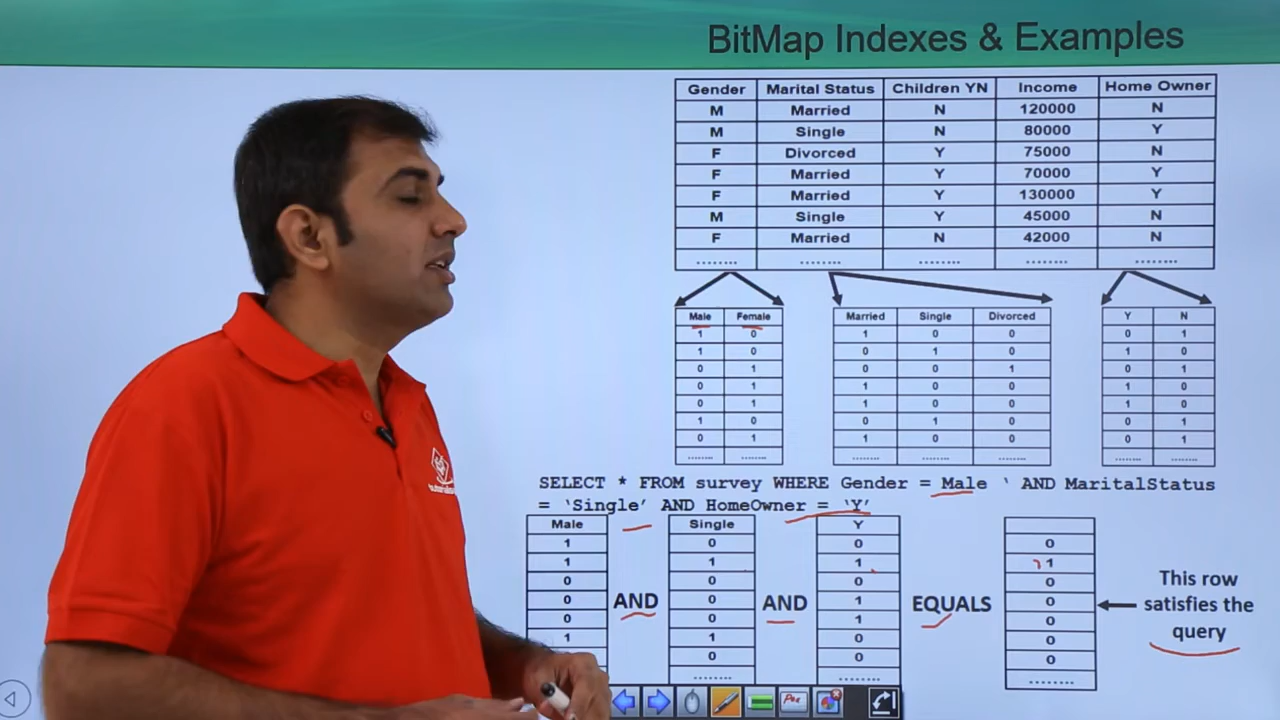 BitMap Indexes & Examples
Gender Marital Status Children YN Income Home Owner
M Married N 120000 N
M Single N 80000 Y
F Divorced Y 75000 N
F Married Y 70000 Y
F Married Y 130000 Y
M Single Y 45000 N
F Married N 42000 N
........ ........ ........ ........ ........
Male Female
1 0
1 0
0 1
0 1
0 1
1 0
0 1
........ ........
Married Single Divorced
1 0 0
0 1 0
0 0 1
1 0 0
1 0 0
0 1 0
1 0 0
........ ........ ........
Y N
0 1
1 0
0 1
1 0
1 0
0 1
0 1
........ ........
SELECT * FROM survey WHERE Gender = Male ‘ AND MaritalStatus
= ‘Single’ AND HomeOwner = ‘Y’
Male
1
1
0
0
0
1
AND
Single
0
1
0
0
0
1
0
........
AND
Y
0
1
0
1
1
0
0
........
EQUALS
0
1
0
0
0
0
0
........
This row
satisfies the
query